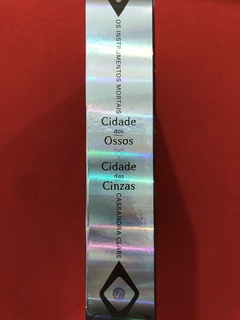 OS INSTRUMENTOS MORTAIS
Cidade
dos
Ossos
Cidade
das
Cinzas
CASSANDRA CLARE